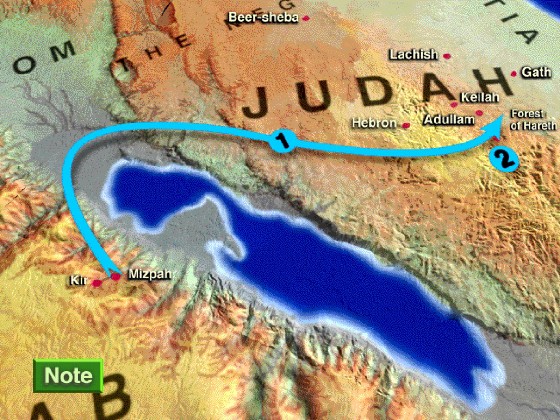 Beer-sheba
OM
THE NEG
TIA
Lachish
Gath
JUDAH
Keilah
Adullam
Forest
of Hareth
Hebron
1
2
Kir
Mizpah
Note
AB